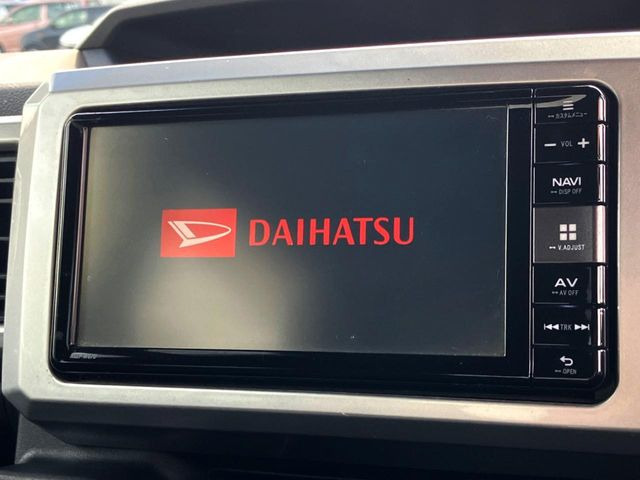 DAIHATSU
カスタムメニュー
− VOL +
NAVI
DISP OFF
V.ADJUST
AV
AV OFF
TRK
OPEN